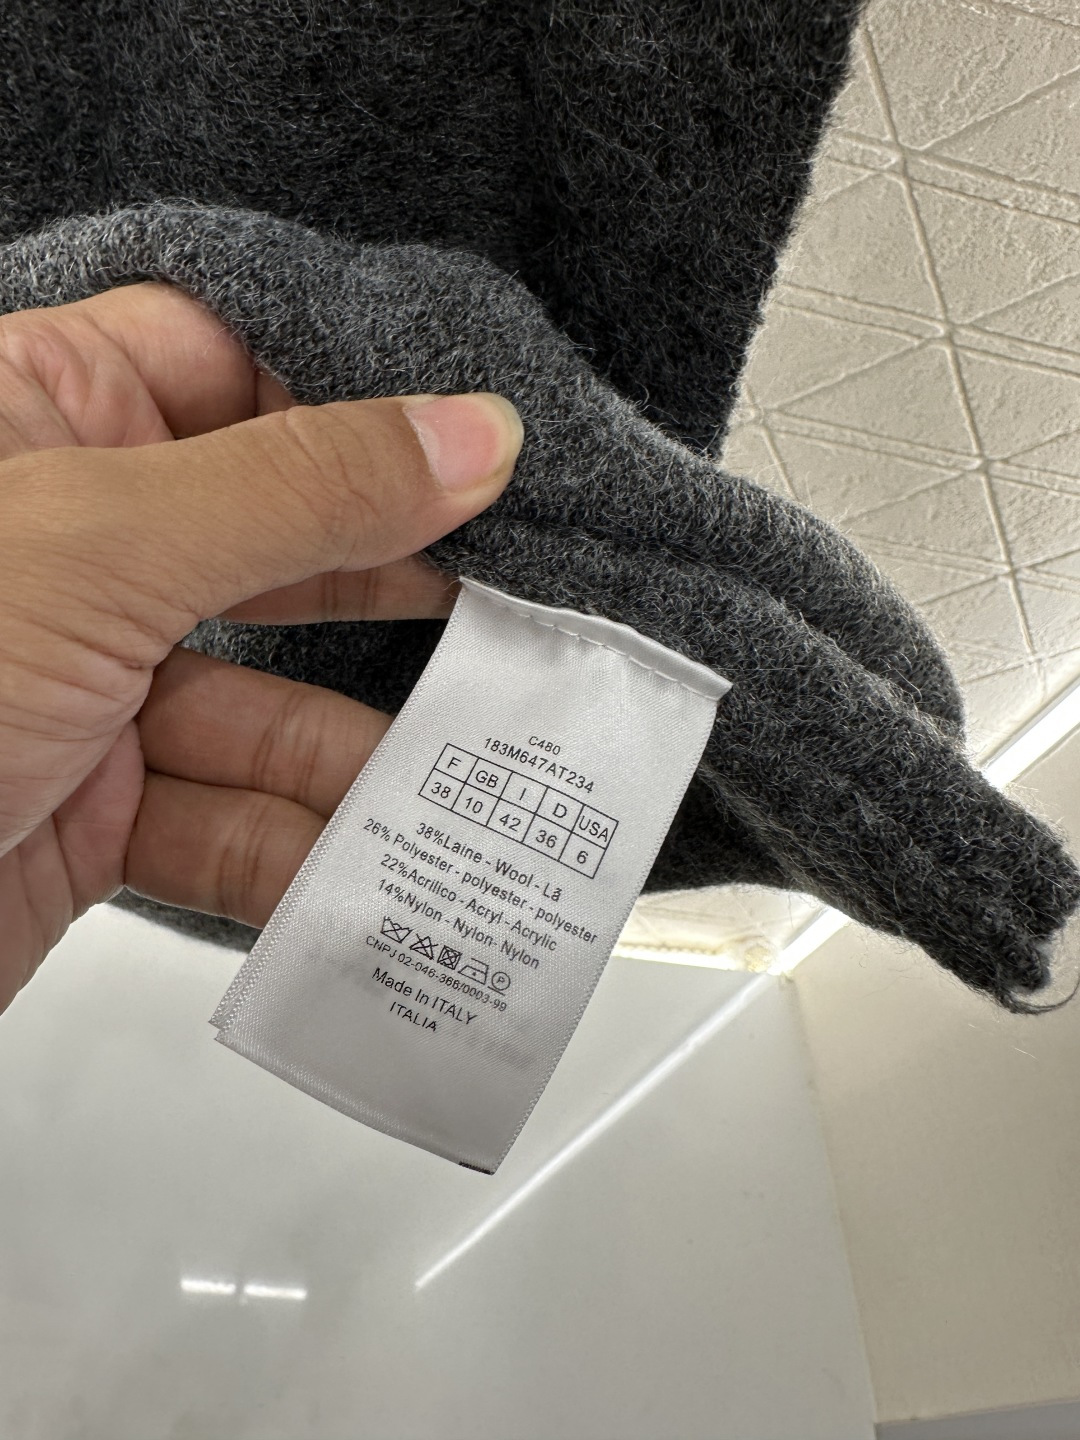 C480
183M647AT234
F GB I D USA
38 10 42 36 6
38%Laine - Wool - Lã
26% Polyester - polyester - polyester
22%Acrilico - Acryl - Acrylic
14%Nylon - Nylon- Nylon
P
CNPJ 02-046-366/0003-99
Made In ITALY
ITALIA